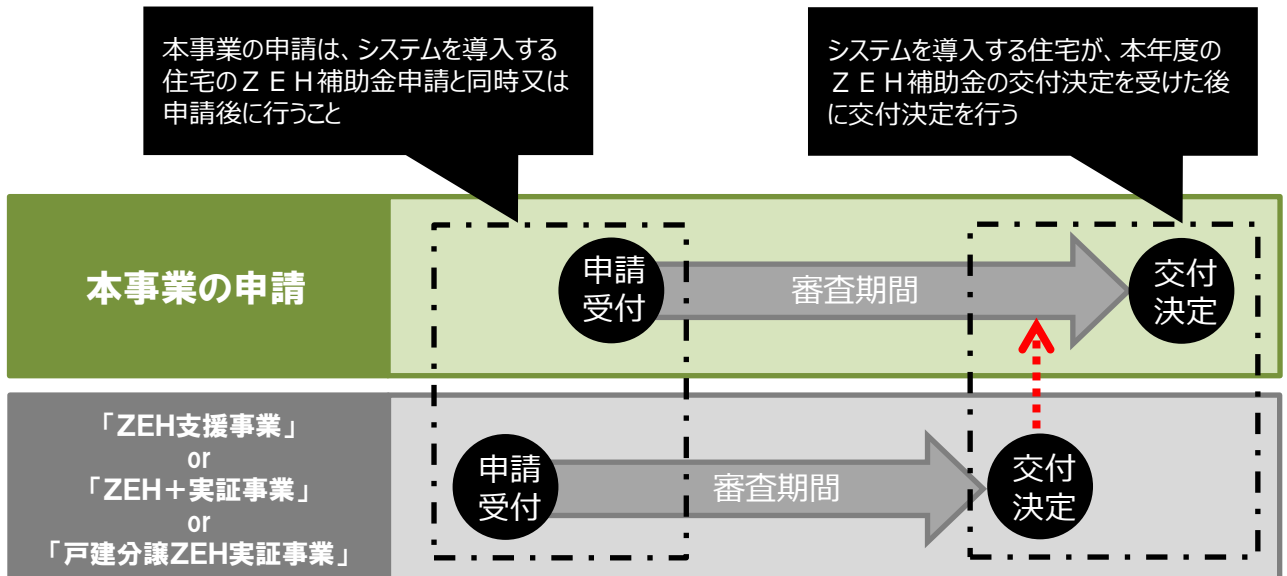 本事業の申請は、システムを導入する
住宅のＺＥＨ補助金申請と同時又は
申請後に行うこと
システムを導入する住宅が、本年度の
ＺＥＨ補助金の交付決定を受けた後
に交付決定を行う
本事業の申請
申請
受付
審査期間
交付
決定
「ZEH支援事業」
or
「ZEH＋実証事業」
or
「戸建分譲ZEH実証事業」
申請
受付
審査期間
交付
決定